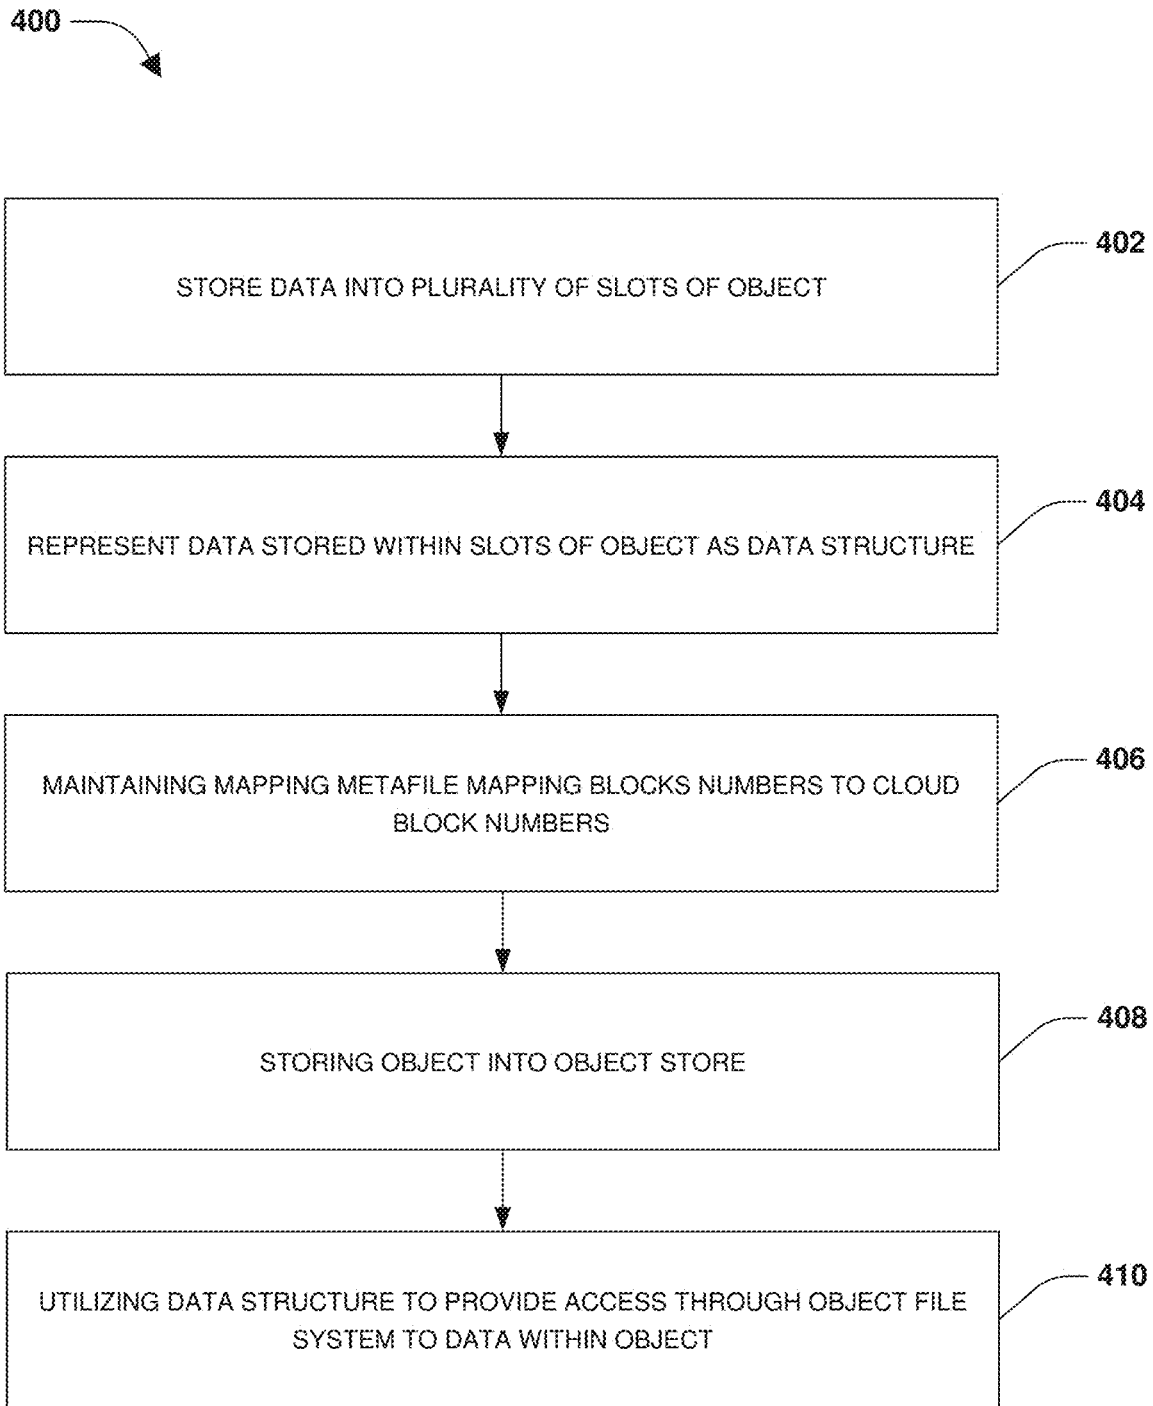 400
402
STORE DATA INTO PLURALITY OF SLOTS OF OBJECT
404
REPRESENT DATA STORED WITHIN SLOTS OF OBJECT AS DATA STRUCTURE
406
MAINTAINING MAPPING METAFILE MAPPING BLOCKS NUMBERS TO CLOUD
BLOCK NUMBERS
408
STORING OBJECT INTO OBJECT STORE
410
UTILIZING DATA STRUCTURE TO PROVIDE ACCESS THROUGH OBJECT FILE
SYSTEM TO DATA WITHIN OBJECT